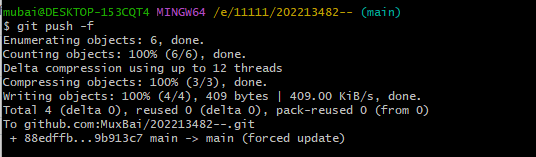 mubai@DESKTOP-153CQT4 MINGW64 /e/11111/202213482-- (main)
$ git push -f
Enumerating objects: 6, done.
Counting objects: 100% (6/6), done.
Delta compression using up to 12 threads
Compressing objects: 100% (3/3), done.
Writing objects: 100% (4/4), 409 bytes | 409.00 KiB/s, done.
Total 4 (delta 0), reused 0 (delta 0), pack-reused 0 (from 0)
To github.com:MuxBai/202213482--.git
 + 88edffb...9b913c7 main -> main (forced update)